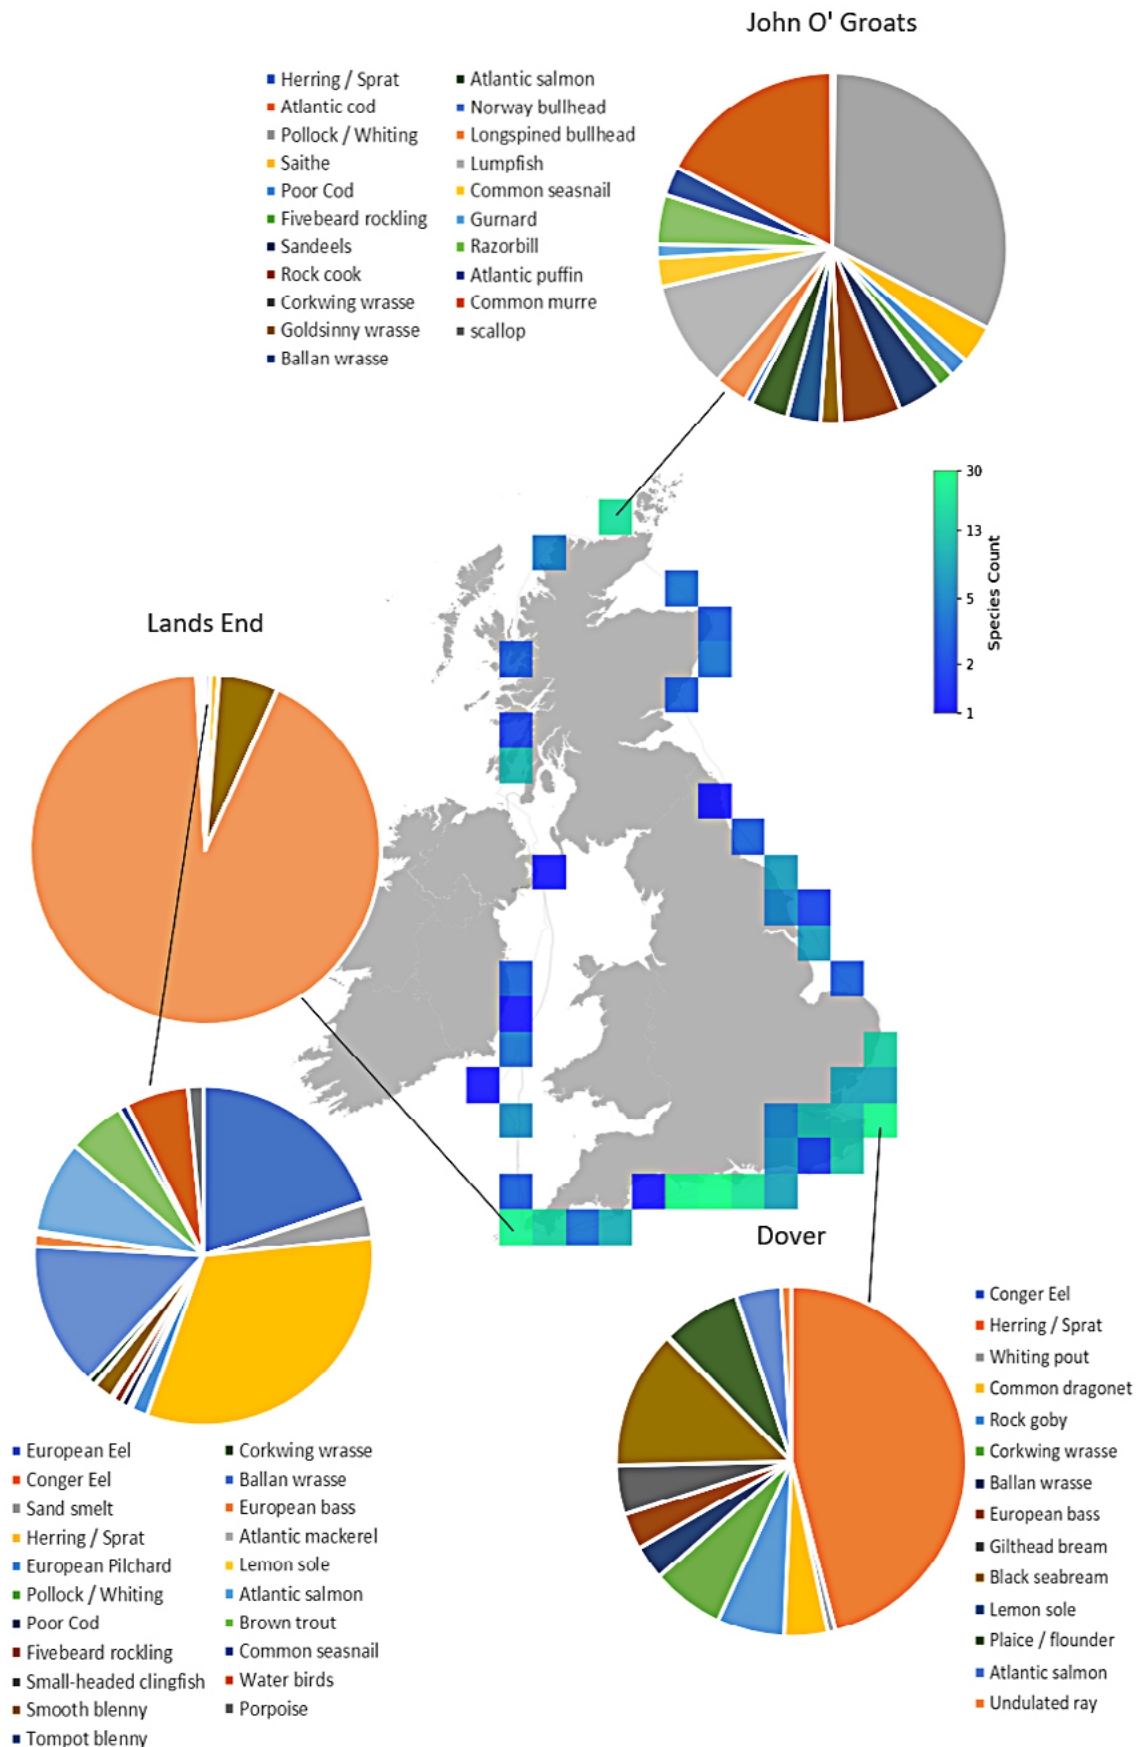 John O' Groats
Herring / Sprat
Atlantic cod
Pollock / Whiting
Saithe
Poor Cod
Fivebeard rockling
Sandeels
Rock cook
Corkwing wrasse
Goldsinny wrasse
Ballan wrasse
Atlantic salmon
Norway bullhead
Longspined bullhead
Lumpfish
Common seasnail
Gurnard
Razorbill
Atlantic puffin
Common murre
scallop
30
13
5
2
1
Species Count
Lands End
Dover
European Eel
Conger Eel
Sand smelt
Herring / Sprat
European Pilchard
Pollock / Whiting
Poor Cod
Fivebeard rockling
Small-headed clingfish
Smooth blenny
Tompot blenny
Corkwing wrasse
Ballan wrasse
European bass
Atlantic mackerel
Lemon sole
Atlantic salmon
Brown trout
Common seasnail
Water birds
Porpoise
Conger Eel
Herring / Sprat
Whiting pout
Common dragonet
Rock goby
Corkwing wrasse
Ballan wrasse
European bass
Gilthead bream
Black seabream
Lemon sole
Plaice / flounder
Atlantic salmon
Undulated ray